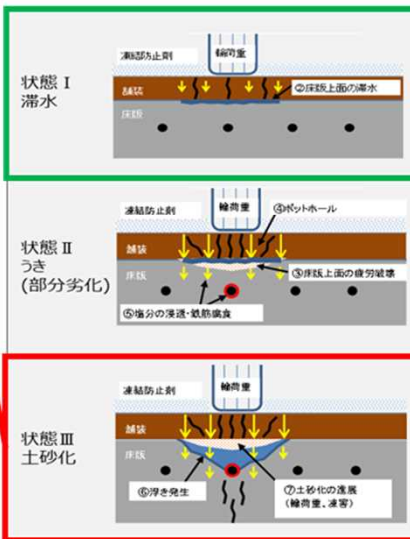 状態Ⅰ
滞水
凍結防止剤
輪荷重
②床版上面の滞水
舗装
床版
状態Ⅱ
うき
(部分劣化)
凍結防止剤
輪荷重
④ポットホール
舗装
床版
③床版上面の疲労破壊
⑤塩分の浸透・鉄筋腐食
状態Ⅲ
土砂化
凍結防止剤
輪荷重
舗装
床版
⑥浮き発生
⑦土砂化の進展
(輪荷重、凍害)